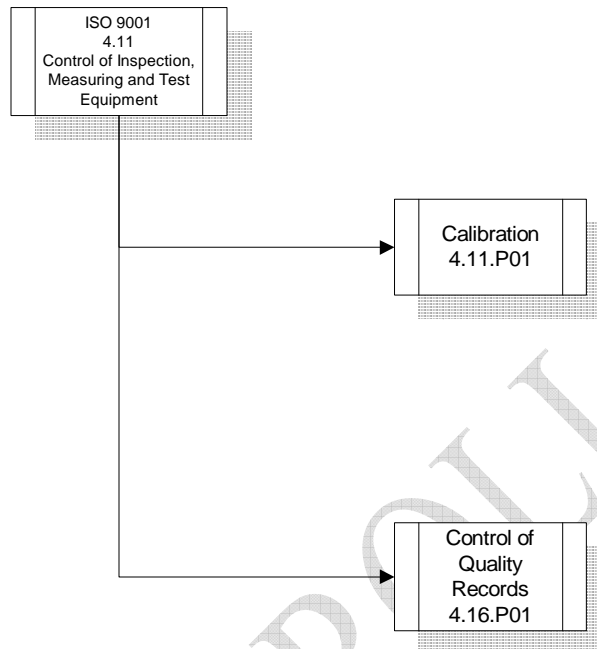 ISO 9001
4.11
Control of Inspection,
Measuring and Test
Equipment
Calibration
4.11.P01
Control of
Quality
Records
4.16.P01